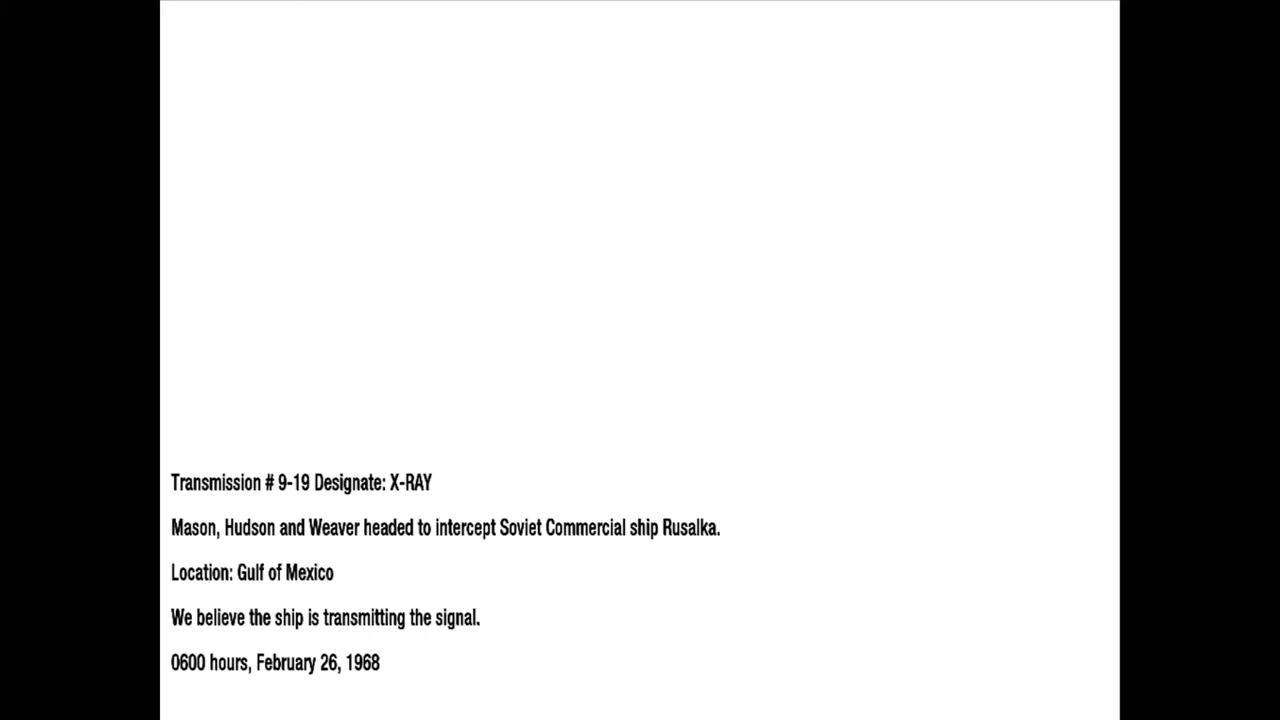 Transmission # 9-19 Designate: X-RAY
Mason, Hudson and Weaver headed to intercept Soviet Commercial ship Rusalka.
Location: Gulf of Mexico
We believe the ship is transmitting the signal.
0600 hours, February 26, 1968